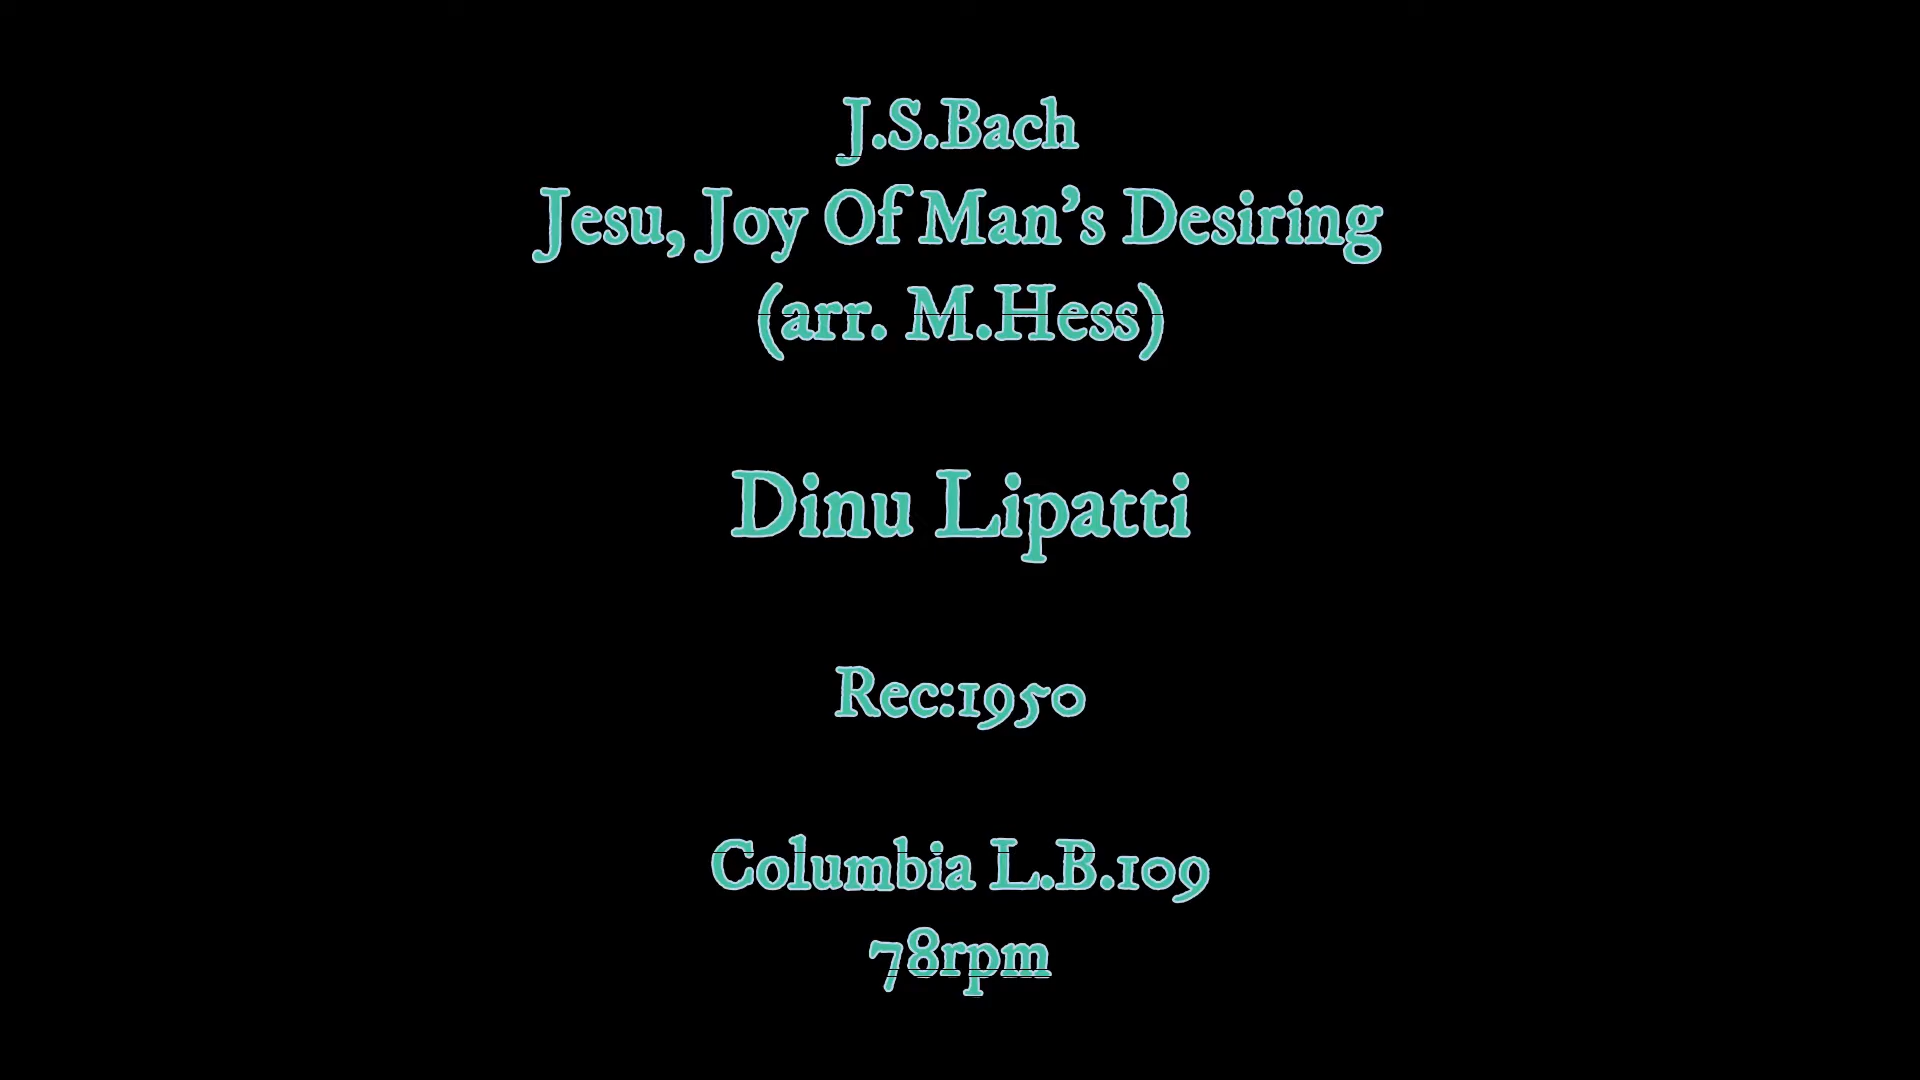 J.S.Bach
Jesu, Joy Of Man’s Desiring
(arr. M.Hess)
Dinu Lipatti
Rec:1950
Columbia L.B.109
78rpm